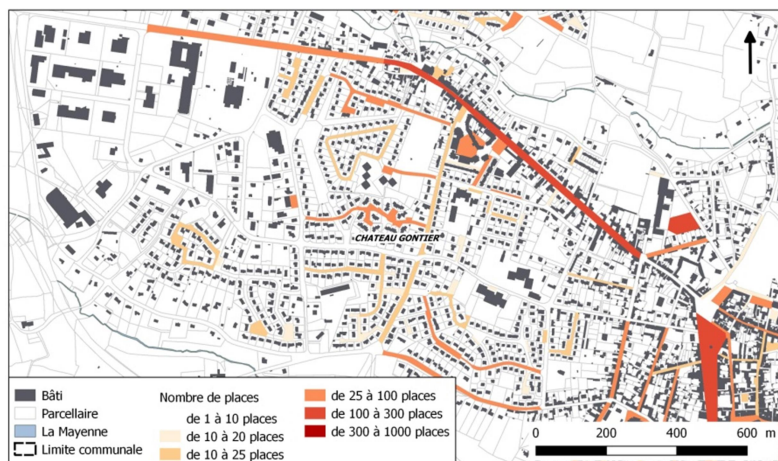 CHATEAU GONTIER
Bâti
Parcellaire
La Mayenne
Limite communale
Nombre de places
de 1 à 10 places
de 10 à 20 places
de 10 à 25 places
de 25 à 100 places
de 100 à 300 places
de 300 à 1000 places
0 200 400 600 m